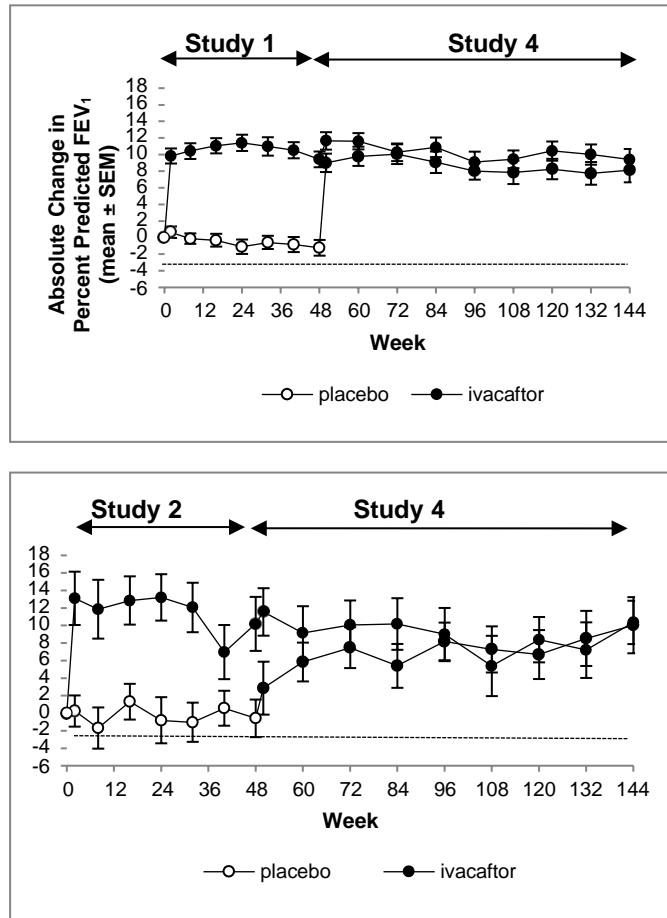 Study 1 Study 4
Absolute Change in
Percent Predicted FEV₁
(mean ± SEM)
18
16
14
12
10
8
6
4
2
0
-2
-4
-6
0 12 24 36 48 60 72 84 96 108 120 132 144
Week
placebo ivacaftor
Study 2 Study 4
18
16
14
12
10
8
6
4
2
0
-2
-4
-6
0 12 24 36 48 60 72 84 96 108 120 132 144
Week
placebo ivacaftor